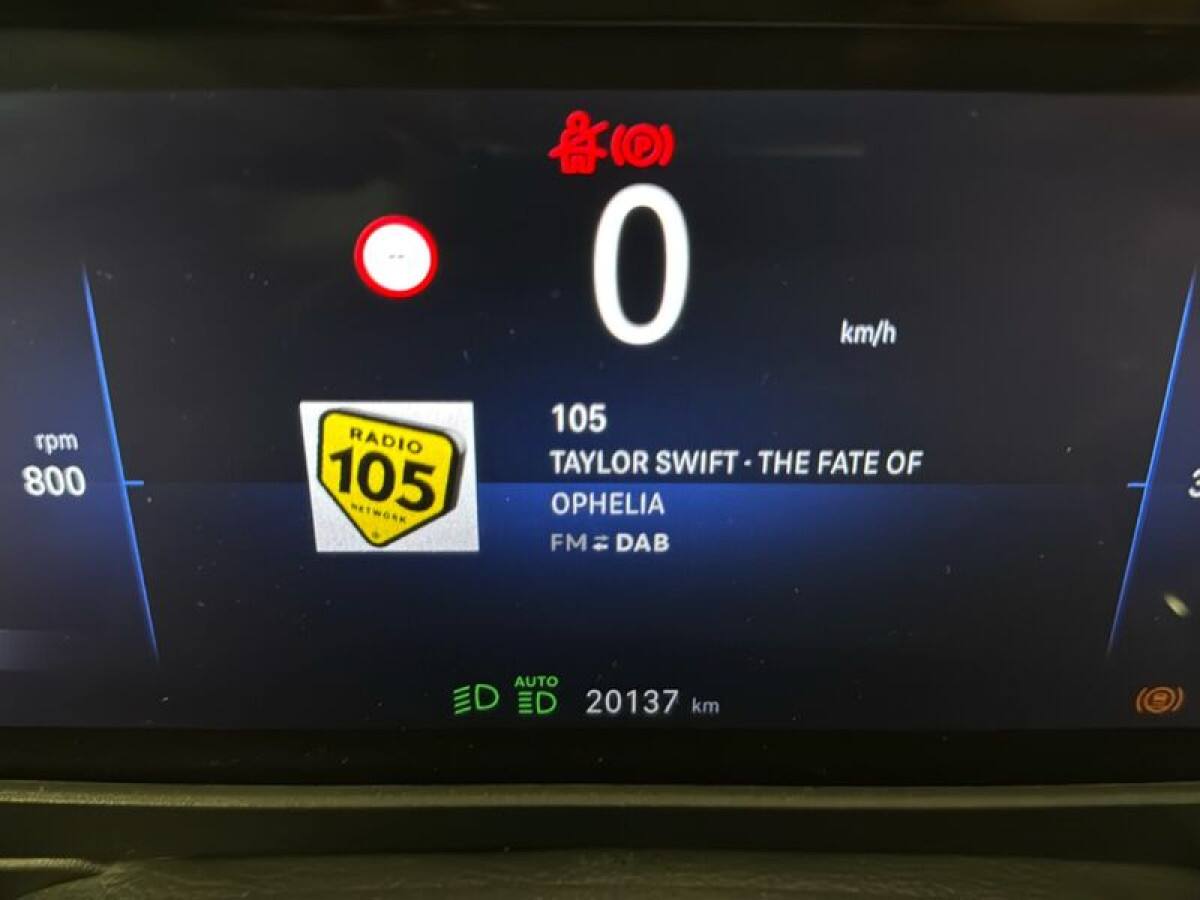 P
--
0
km/h
rpm
800
RADIO
105
NETWORK
105
TAYLOR SWIFT · THE FATE OF
OPHELIA
FM ⇄ DAB
AUTO
20137 km